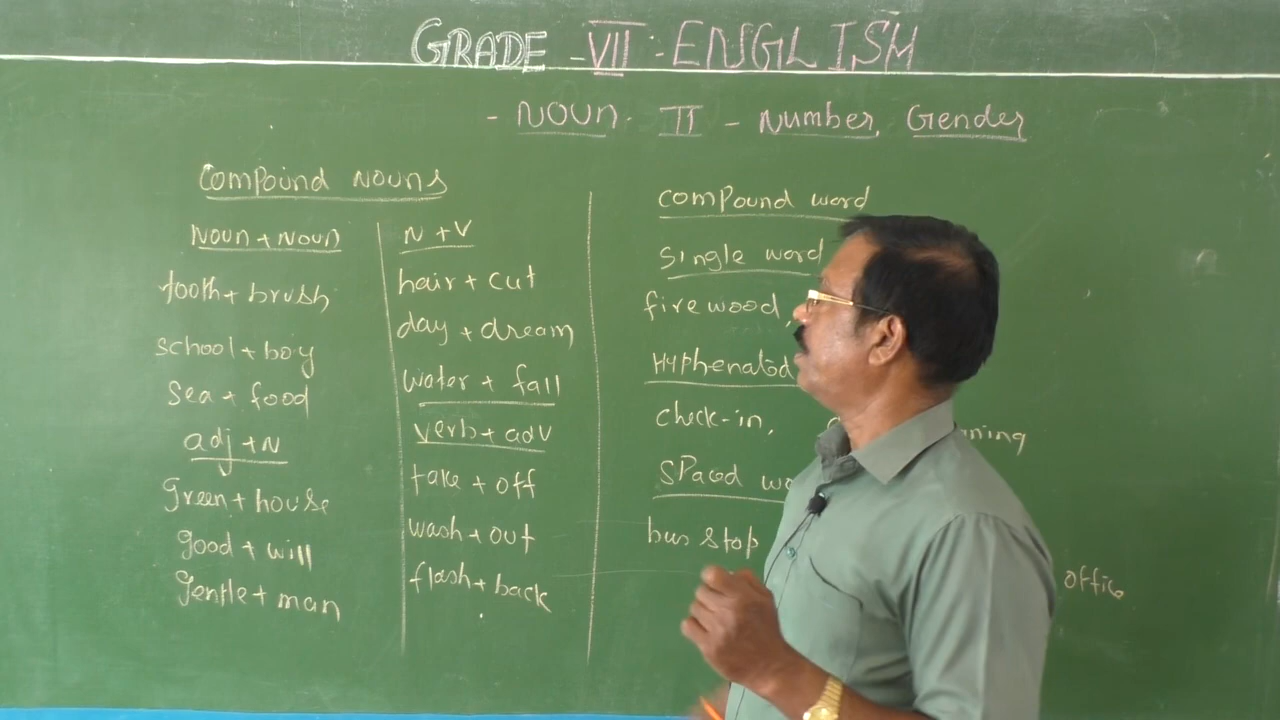 GRADE - VII - ENGLISH
- NOUN. II - Number, Gender
Compound Nouns
Noun + Noun
tooth + brush
school + boy
sea + food
adj + N
green + house
good + will
gentle + man
N + V
hair + cut
day + dream
water + fall
verb + adv
take + off
wash + out
flash + back
compound word
single word
fire wood,
Hyphenated
check-in,
spaced
bus stop
office